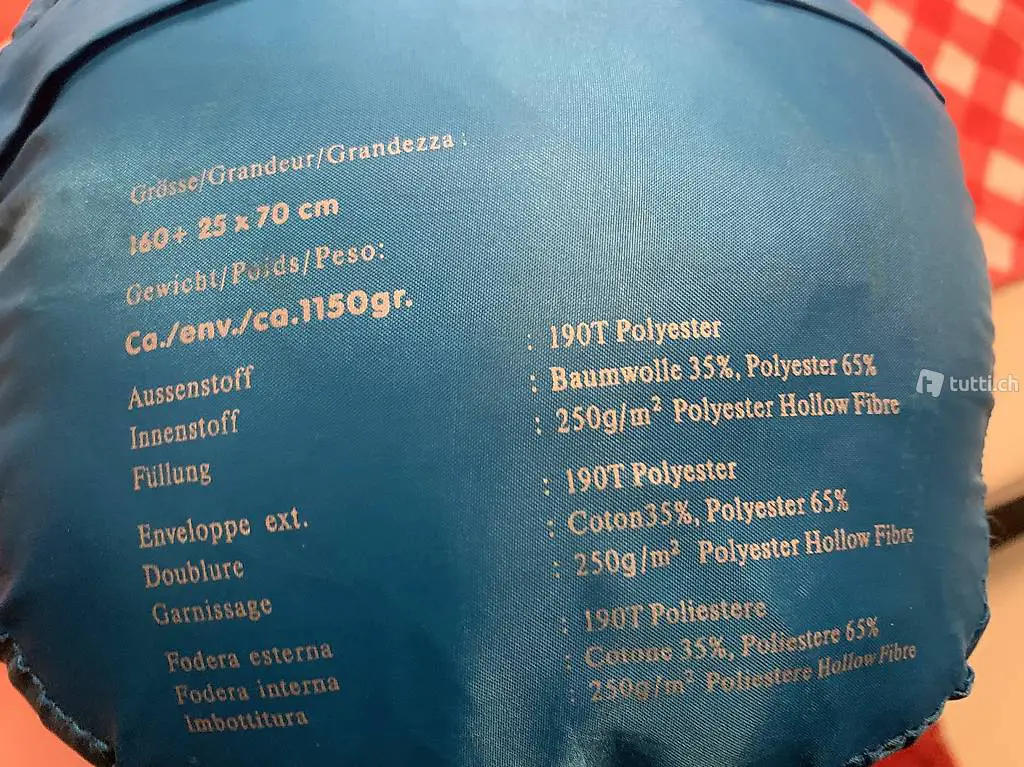 Grösse/Grandeur/Grandezza :
160+ 25 x 70 cm
Gewicht/Poids/Peso:
Ca./env./ca.1150gr.
Aussenstoff : 190T Polyester
Innenstoff : Baumwolle 35%, Polyester 65%
Füllung : 250g/m² Polyester Hollow Fibre
Enveloppe ext. : 190T Polyester
Doublure : Coton35%, Polyester 65%
Garnissage : 250g/m² Polyester Hollow Fibre
Fodera esterna : 190T Poliestere
Fodera interna : Cotone 35%, Poliestere 65%
Imbottitura : 250g/m² Poliestere Hollow Fibre
tutti.ch